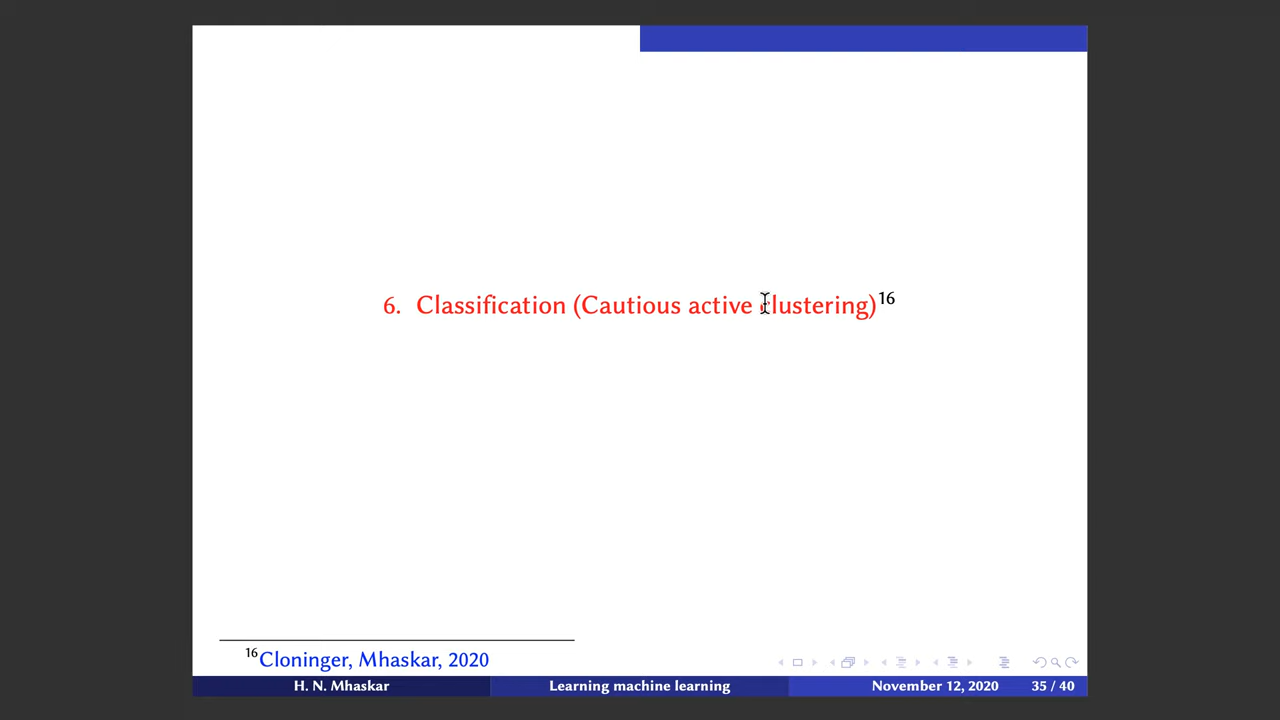 6. Classification (Cautious active clustering)16
16Cloninger, Mhaskar, 2020
H. N. Mhaskar Learning machine learning November 12, 2020 35 / 40